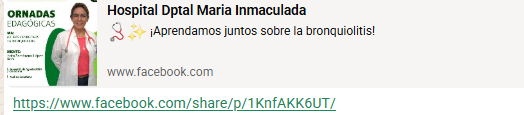 ORNADAS
EDAGÓGICAS
Hospital Dptal Maria Inmaculada
🩺✨ ¡Aprendamos juntos sobre la bronquiolitis!
www.facebook.com
https://www.facebook.com/share/p/1KnfAKK6UT/